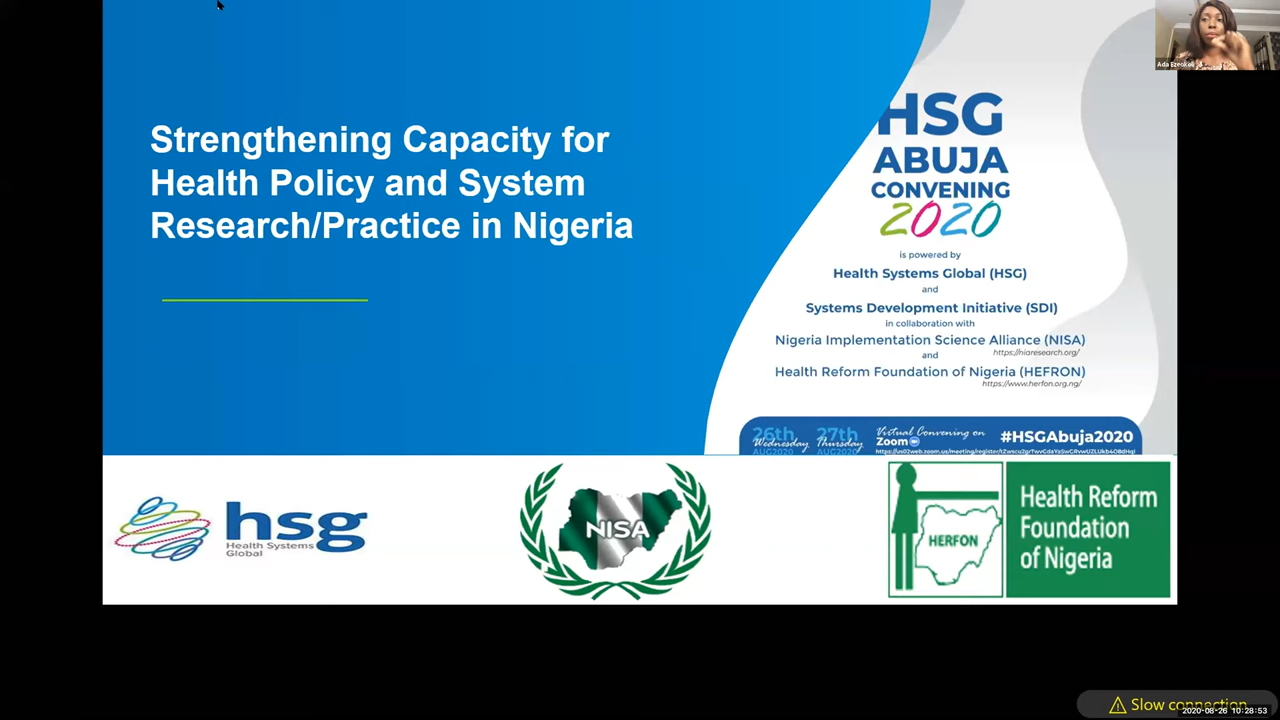 Strengthening Capacity for
Health Policy and System
Research/Practice in Nigeria
HSG
ABUJA
CONVENING
2020
is powered by
Health Systems Global (HSG)
and
Systems Development Initiative (SDI)
in collaboration with
Nigeria Implementation Science Alliance (NISA)
https://niaresearch.org/
and
Health Reform Foundation of Nigeria (HEFRON)
https://www.herfon.org.ng/
26th Wednesday AUG2020
27th Thursday AUG2020
Virtual Convening on
Zoom
#HSGAbuja2020
hsg
Health Systems
Global
NISA
HERFON
Health Reform
Foundation
of Nigeria
Ada
Slow connection
2020-08-26 10:28:53